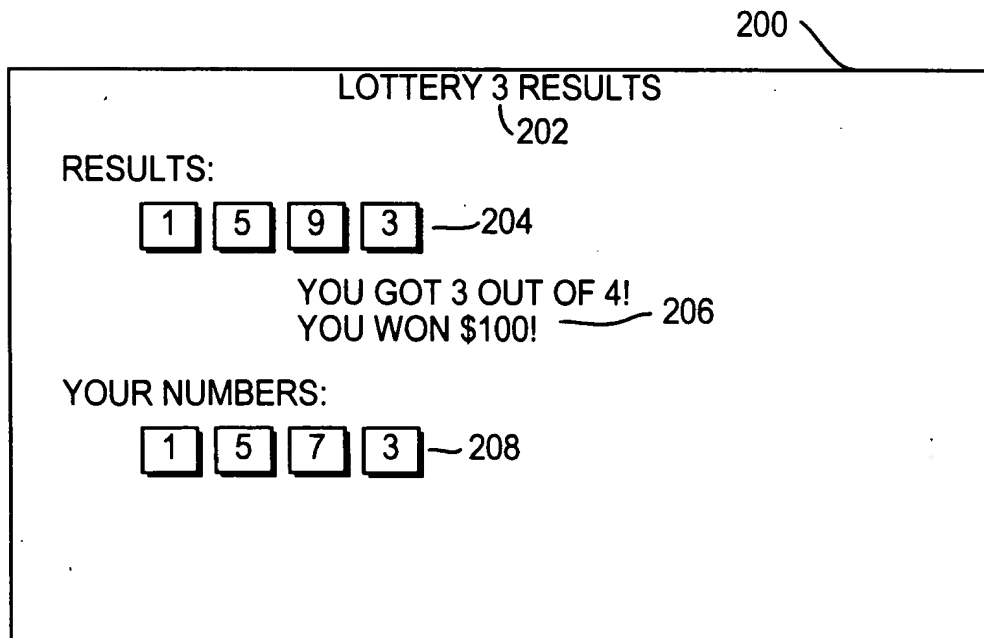 200
LOTTERY 3 RESULTS
202
RESULTS:
1 5 9 3 204
YOU GOT 3 OUT OF 4!
YOU WON $100! 206
YOUR NUMBERS:
1 5 7 3 208